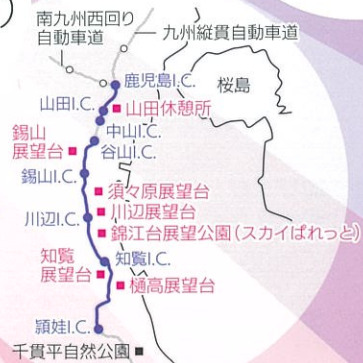 南九州西回り
自動車道
九州縦貫自動車道
鹿児島I.C.
桜島
山田I.C.
山田休憩所
中山I.C.
谷山I.C.
錫山
展望台
錫山I.C.
須々原展望台
川辺I.C.
川辺展望台
錦江台展望公園(スカイぱれっと)
知覧I.C.
知覧
展望台
樋高展望台
頴娃I.C.
千貫平自然公園